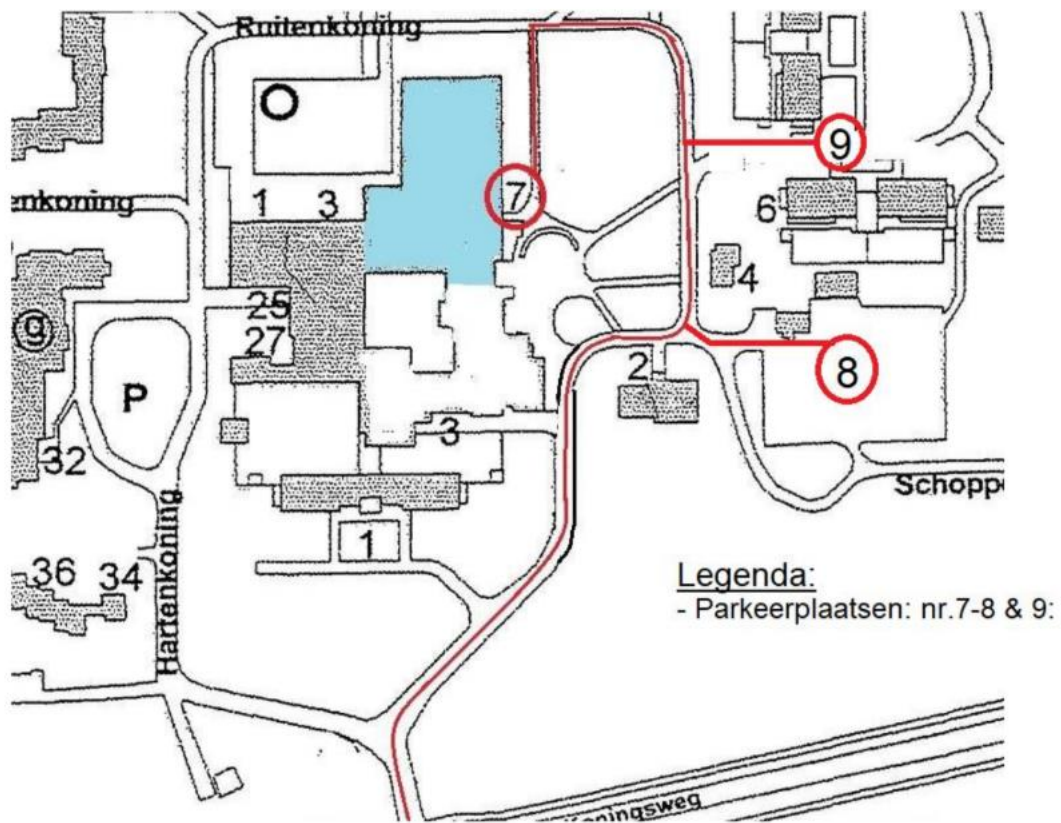 Ruitenkoning
9
1 3
7
6
enkoning
4
25
g
27
8
P
2
3
32
Schopp
1
Hartenkoning
36 34
Legenda:
- Parkeerplaatsen: nr.7-8 & 9:
oningsweg